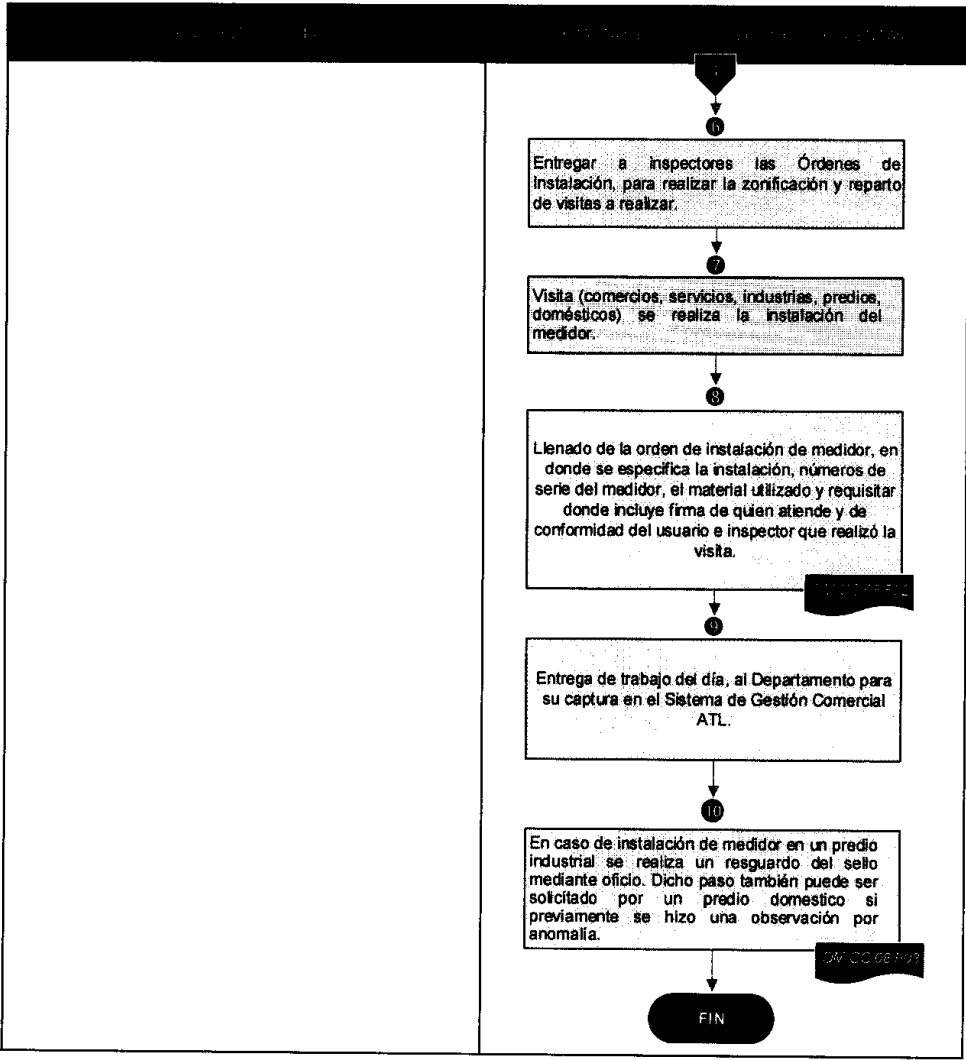 6
Entregar a inspectores las Órdenes de
Instalación, para realizar la zonificación y reparto
de visitas a realizar.
7
Visita (comercios, servicios, industrias, predios,
domésticos) se realiza la instalación del
medidor.
8
Llenado de la orden de instalación de medidor, en
donde se especifica la instalación, números de
serie del medidor, el material utilizado y requisitar
donde incluye firma de quien atiende y de
conformidad del usuario e inspector que realizó la
visita.
9
Entrega de trabajo del día, al Departamento para
su captura en el Sistema de Gestión Comercial
ATL.
10
En caso de instalación de medidor en un predio
industrial se realiza un resguardo del sello
mediante oficio. Dicho paso también puede ser
solicitado por un predio domestico si
previamente se hizo una observación por
anomalía.
FIN